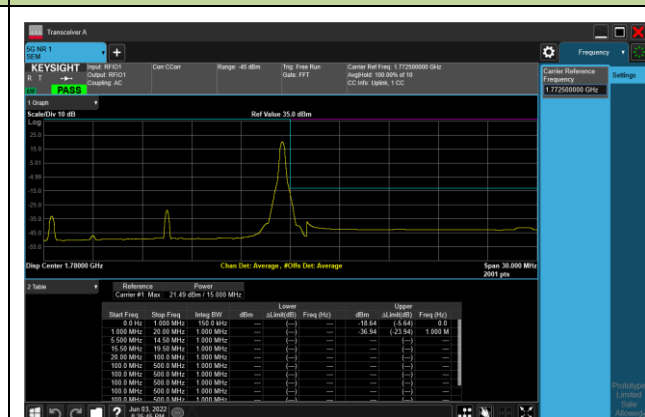 Transceiver A
5G NR 1
SEM
Frequency
KEYSIGHT
R T
PASS
Input: RFIO1
Output: RFIO1
Coupling: AC
Corr CCorr
Range: -45 dBm
Trig: Free Run
Gate: FFT
Carrier Ref Freq: 1.772500000 GHz
Avg|Hold: 100.00% of 10
CC Info: Uplink, 1 CC
Carrier Reference
Frequency
1.772500000 GHz
Settings
1 Graph
Scale/Div 10 dB
Ref Value 35.0 dBm
Log
25.0
15.0
5.01
-4.99
-15.0
-25.0
-35.0
-45.0
-55.0
Disp Center 1.78000 GHz
Chan Det: Average , #Offs Det: Average
Span 30.000 MHz
2001 pts
2 Table
Reference Power
Carrier #1 Max 21.49 dBm / 15.000 MHz
Lower Upper
Start Freq Stop Freq Integ BW dBm ΔLimit(dB) Freq (Hz) dBm ΔLimit(dB) Freq (Hz)
0.0 Hz 1.000 MHz 150.0 kHz --- (---) --- -18.64 (-5.64) 0.0
1.000 MHz 20.00 MHz 1.000 MHz --- (---) --- -36.94 (-23.94) 1.000 M
5.500 MHz 14.50 MHz 1.000 MHz --- (---) --- --- (---) ---
15.50 MHz 19.50 MHz 1.000 MHz --- (---) --- --- (---) ---
20.00 MHz 100.0 MHz 1.000 MHz --- (---) --- --- (---) ---
100.0 MHz 500.0 MHz 1.000 MHz --- (---) --- --- (---) ---
100.0 MHz 500.0 MHz 1.000 MHz --- (---) --- --- (---) ---
100.0 MHz 500.0 MHz 1.000 MHz --- (---) --- --- (---) ---
100.0 MHz 500.0 MHz 1.000 MHz --- (---) --- --- (---) ---
Prototype
Limited
Sale
Allowed
Jun 03, 2022